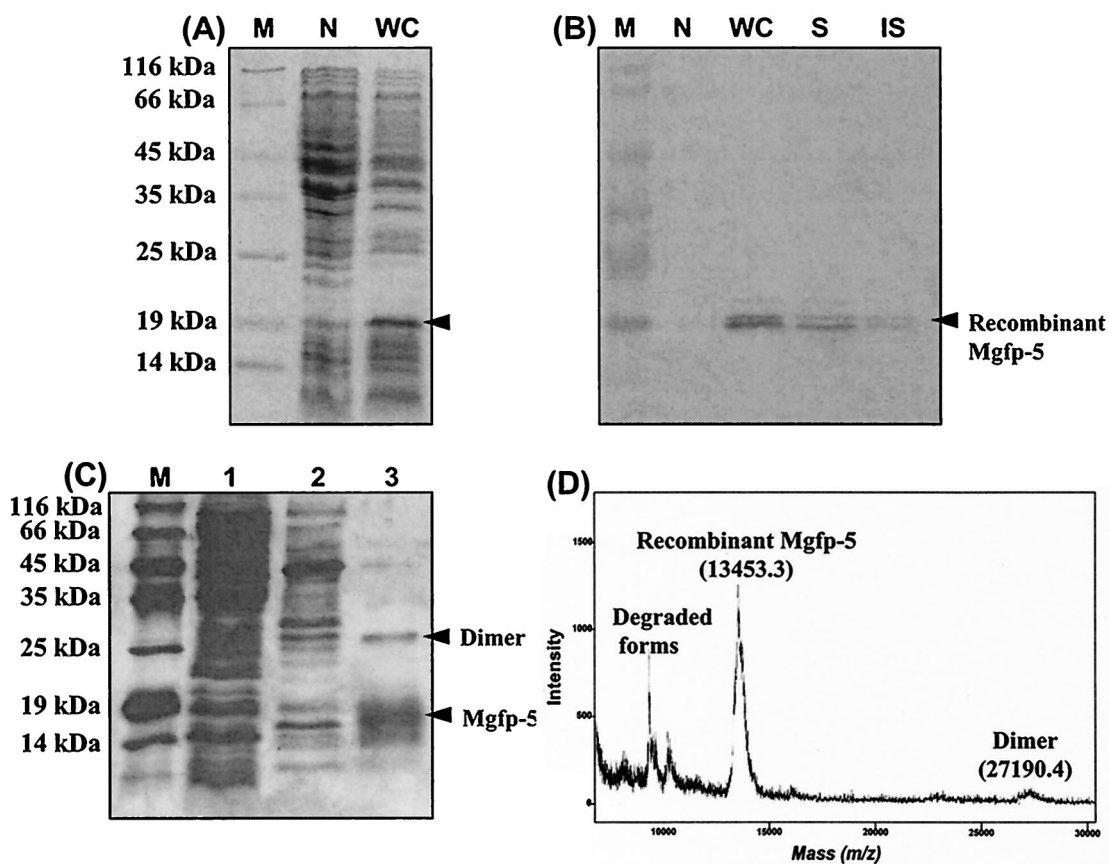 (A) M N WC
116 kDa
66 kDa
45 kDa
35 kDa
25 kDa
19 kDa
14 kDa
(B) M N WC S IS
Recombinant
Mgfp-5
(C) M 1 2 3
116 kDa
66 kDa
45 kDa
35 kDa
25 kDa
19 kDa
14 kDa
Dimer
Mgfp-5
(D)
Recombinant Mgfp-5
(13453.3)
Degraded
forms
Dimer
(27190.4)
Intensity
1500
1000
500
0
10000 15000 20000 25000 30000
Mass (m/z)